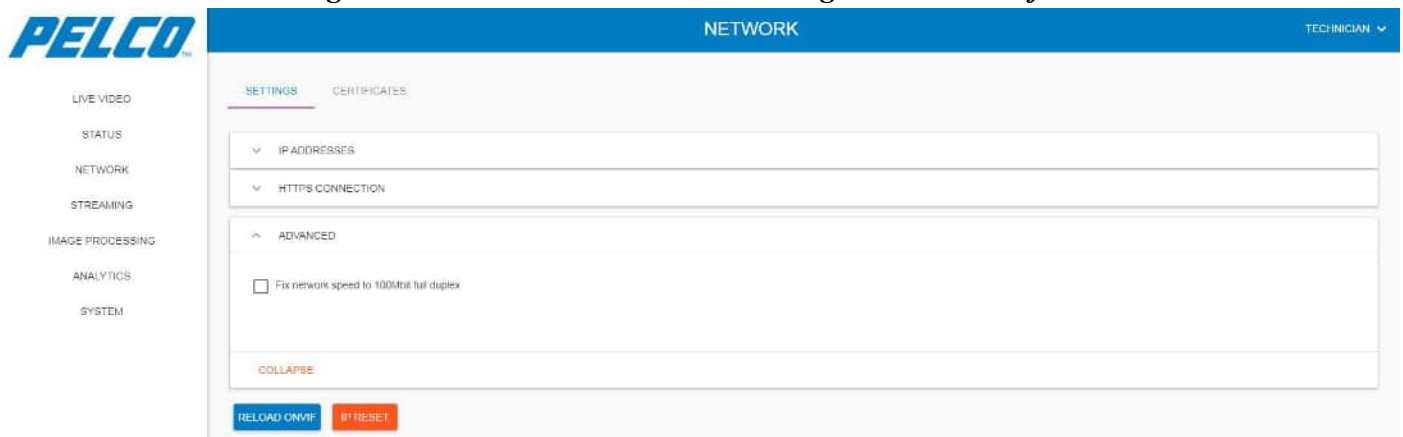 PELCO
TM
NETWORK
TECHNICIAN
LIVE VIDEO
STATUS
NETWORK
STREAMING
IMAGE PROCESSING
ANALYTICS
SYSTEM
SETTINGS
CERTIFICATES
IP ADDRESSES
HTTPS CONNECTION
ADVANCED
Fix network speed to 100Mbit full duplex
COLLAPSE
RELOAD ONVIF
IP RESET